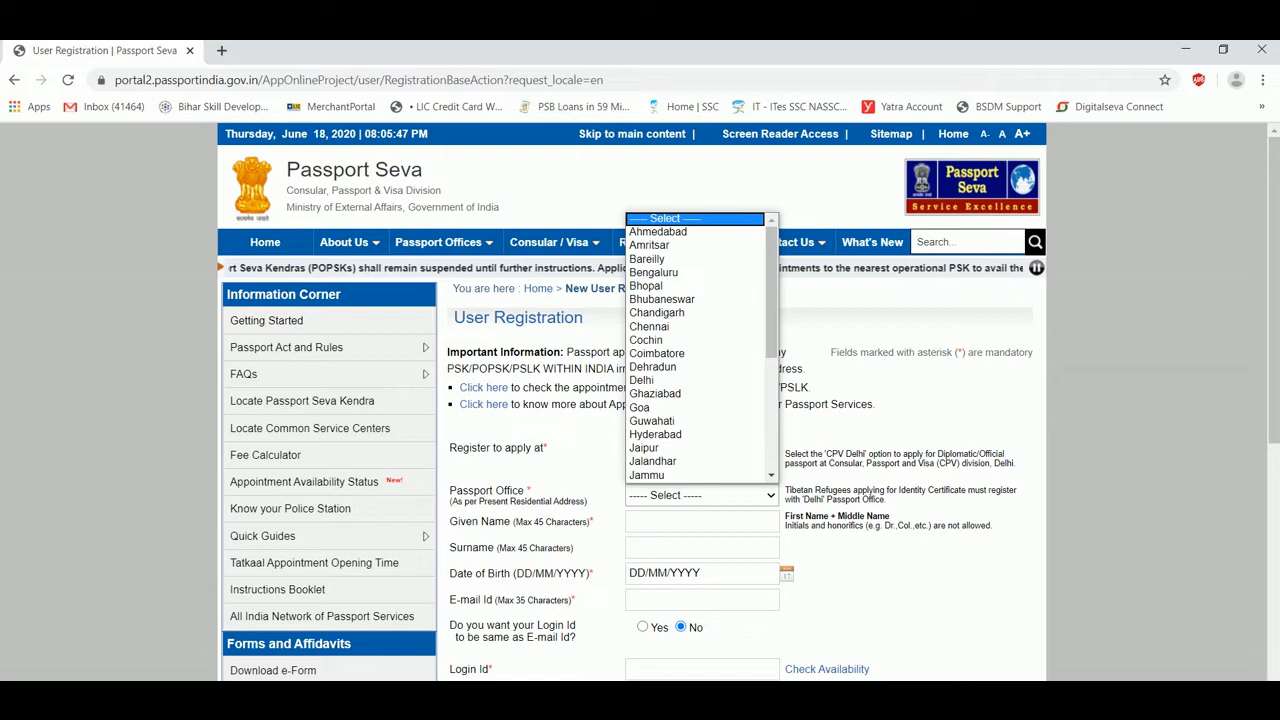 User Registration | Passport Seva
portal2.passportindia.gov.in/AppOnlineProject/user/RegistrationBaseAction?request_locale=en
Apps
Inbox (41464)
Bihar Skill Develop...
MerchantPortal
• LIC Credit Card W...
PSB Loans in 59 Mi...
Home | SSC
IT - ITes SSC NASSC...
Yatra Account
BSDM Support
Digitalseva Connect
»
Thursday, June 18, 2020 | 08:05:47 PM
Skip to main content |
Screen Reader Access |
Sitemap |
Home
A-
A
A+
Passport Seva
Consular, Passport & Visa Division
Ministry of External Affairs, Government of India
Passport
Seva
Service Excellence
Home
About Us
Passport Offices
Consular / Visa
R
tact Us
What's New
Search...
rt Seva Kendras (POPSKs) shall remain suspended until further instructions. Applic
intments to the nearest operational PSK to avail the
Information Corner
Getting Started
Passport Act and Rules
FAQs
Locate Passport Seva Kendra
Locate Common Service Centers
Fee Calculator
Appointment Availability Status New!
Know your Police Station
Quick Guides
Tatkaal Appointment Opening Time
Instructions Booklet
All India Network of Passport Services
Forms and Affidavits
Download e-Form
You are here : Home > New User R
User Registration
Important Information: Passport ap
y
Fields marked with asterisk (*) are mandatory
PSK/POPSK/PSLK WITHIN INDIA irr
dress.
Click here to check the appointmen
/PSLK.
Click here to know more about App
r Passport Services.
----- Select -----
Ahmedabad
Amritsar
Bareilly
Bengaluru
Bhopal
Bhubaneswar
Chandigarh
Chennai
Cochin
Coimbatore
Dehradun
Delhi
Ghaziabad
Goa
Guwahati
Hyderabad
Jaipur
Jalandhar
Jammu
Register to apply at*
Select the 'CPV Delhi' option to apply for Diplomatic/Official
passport at Consular, Passport and Visa (CPV) division, Delhi.
Passport Office *
(As per Present Residential Address)
----- Select -----
Tibetan Refugees applying for Identity Certificate must register
with 'Delhi' Passport Office.
Given Name (Max 45 Characters)*
First Name + Middle Name
Initials and honorifics (e.g. Dr.,Col.,etc.) are not allowed.
Surname (Max 45 Characters)
Date of Birth (DD/MM/YYYY)*
DD/MM/YYYY
E-mail Id (Max 35 Characters)*
Do you want your Login Id
to be same as E-mail Id?
Yes
No
Login Id*
Check Availability